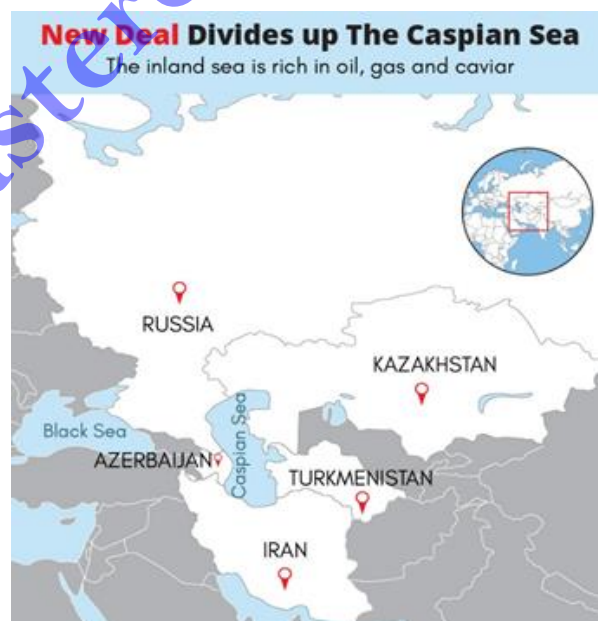 New Deal Divides up The Caspian Sea
The inland sea is rich in oil, gas and caviar
RUSSIA
KAZAKHSTAN
Black Sea
Caspian Sea
AZERBAIJAN
TURKMENISTAN
IRAN